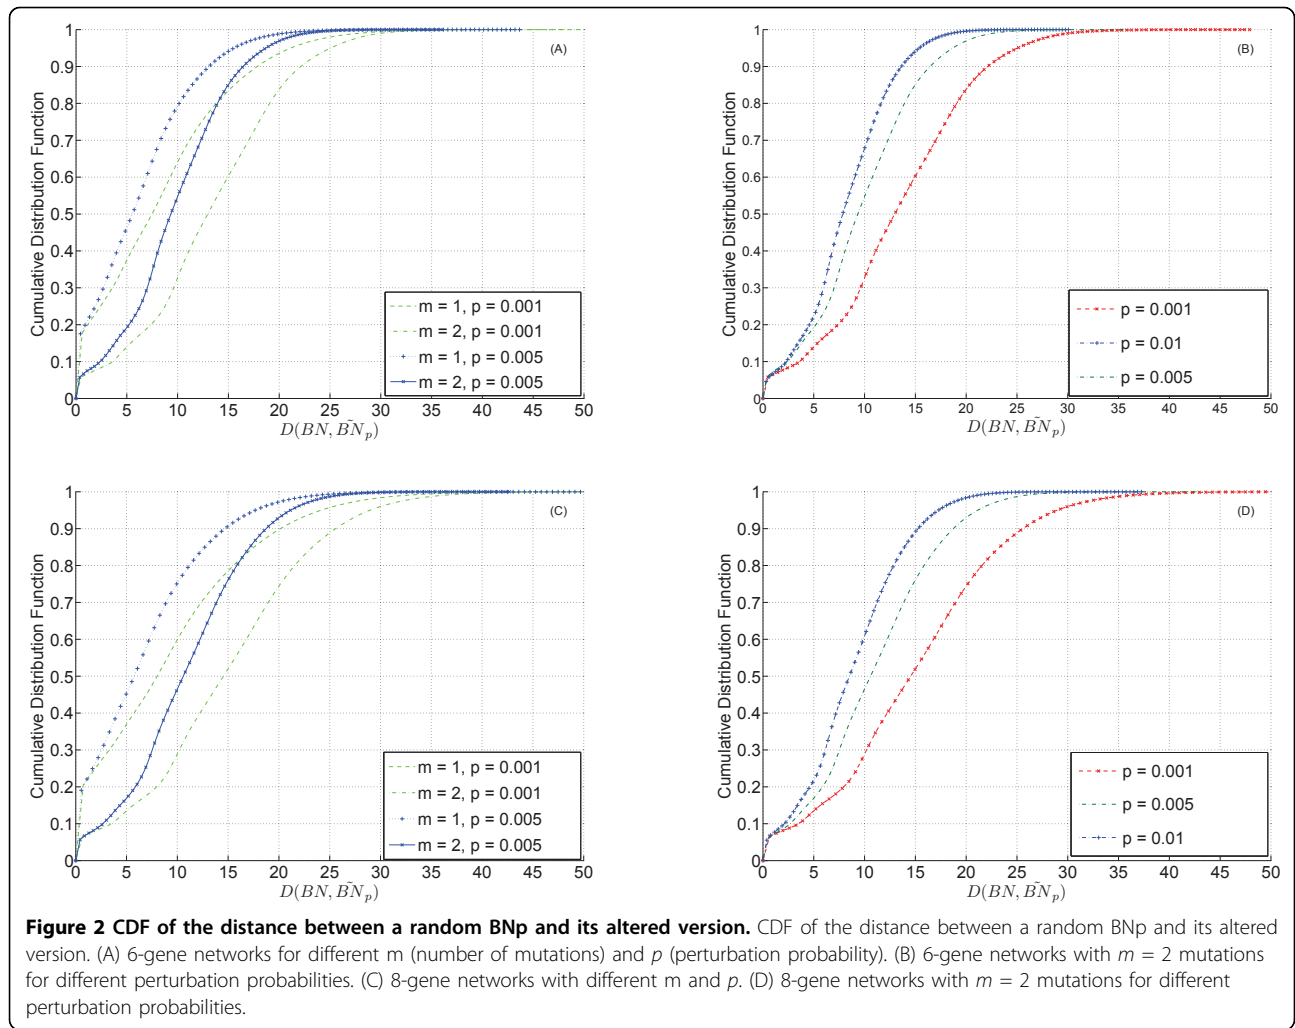 Cumulative Distribution Function
1
0.9
0.8
0.7
0.6
0.5
0.4
0.3
0.2
0.1
0
(A)
m = 1, p = 0.001
m = 2, p = 0.001
m = 1, p = 0.005
m = 2, p = 0.005
0 5 10 15 20 25 30 35 40 45 50
D(BN, B̃N_p)
Cumulative Distribution Function
1
0.9
0.8
0.7
0.6
0.5
0.4
0.3
0.2
0.1
0
(B)
p = 0.001
p = 0.01
p = 0.005
0 5 10 15 20 25 30 35 40 45 50
D(BN, B̃N_p)
Cumulative Distribution Function
1
0.9
0.8
0.7
0.6
0.5
0.4
0.3
0.2
0.1
0
(C)
m = 1, p = 0.001
m = 2, p = 0.001
m = 1, p = 0.005
m = 2, p = 0.005
0 5 10 15 20 25 30 35 40 45 50
D(BN, B̃N_p)
Cumulative Distribution Function
1
0.9
0.8
0.7
0.6
0.5
0.4
0.3
0.2
0.1
0
(D)
p = 0.001
p = 0.005
p = 0.01
0 5 10 15 20 25 30 35 40 45 50
D(BN, B̃N_p)
Figure 2 CDF of the distance between a random BNp and its altered version. CDF of the distance between a random BNp and its altered
version. (A) 6-gene networks for different m (number of mutations) and p (perturbation probability). (B) 6-gene networks with m = 2 mutations
for different perturbation probabilities. (C) 8-gene networks with different m and p. (D) 8-gene networks with m = 2 mutations for different
perturbation probabilities.